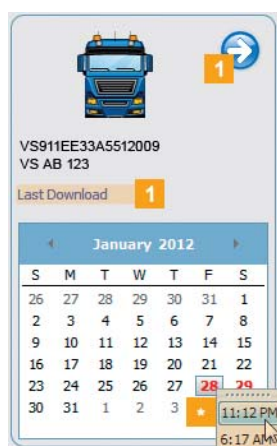 1
VS911EE33A5512009
VS AB 123
Last Download 1
January 2012
S M T W T F S
26 27 28 29 30 31 1
2 3 4 5 6 7 8
9 10 11 12 13 14 15
16 17 18 19 20 21 22
23 24 25 26 27 28 29
30 31 1 2 3
11:12 PM
6:17 AM